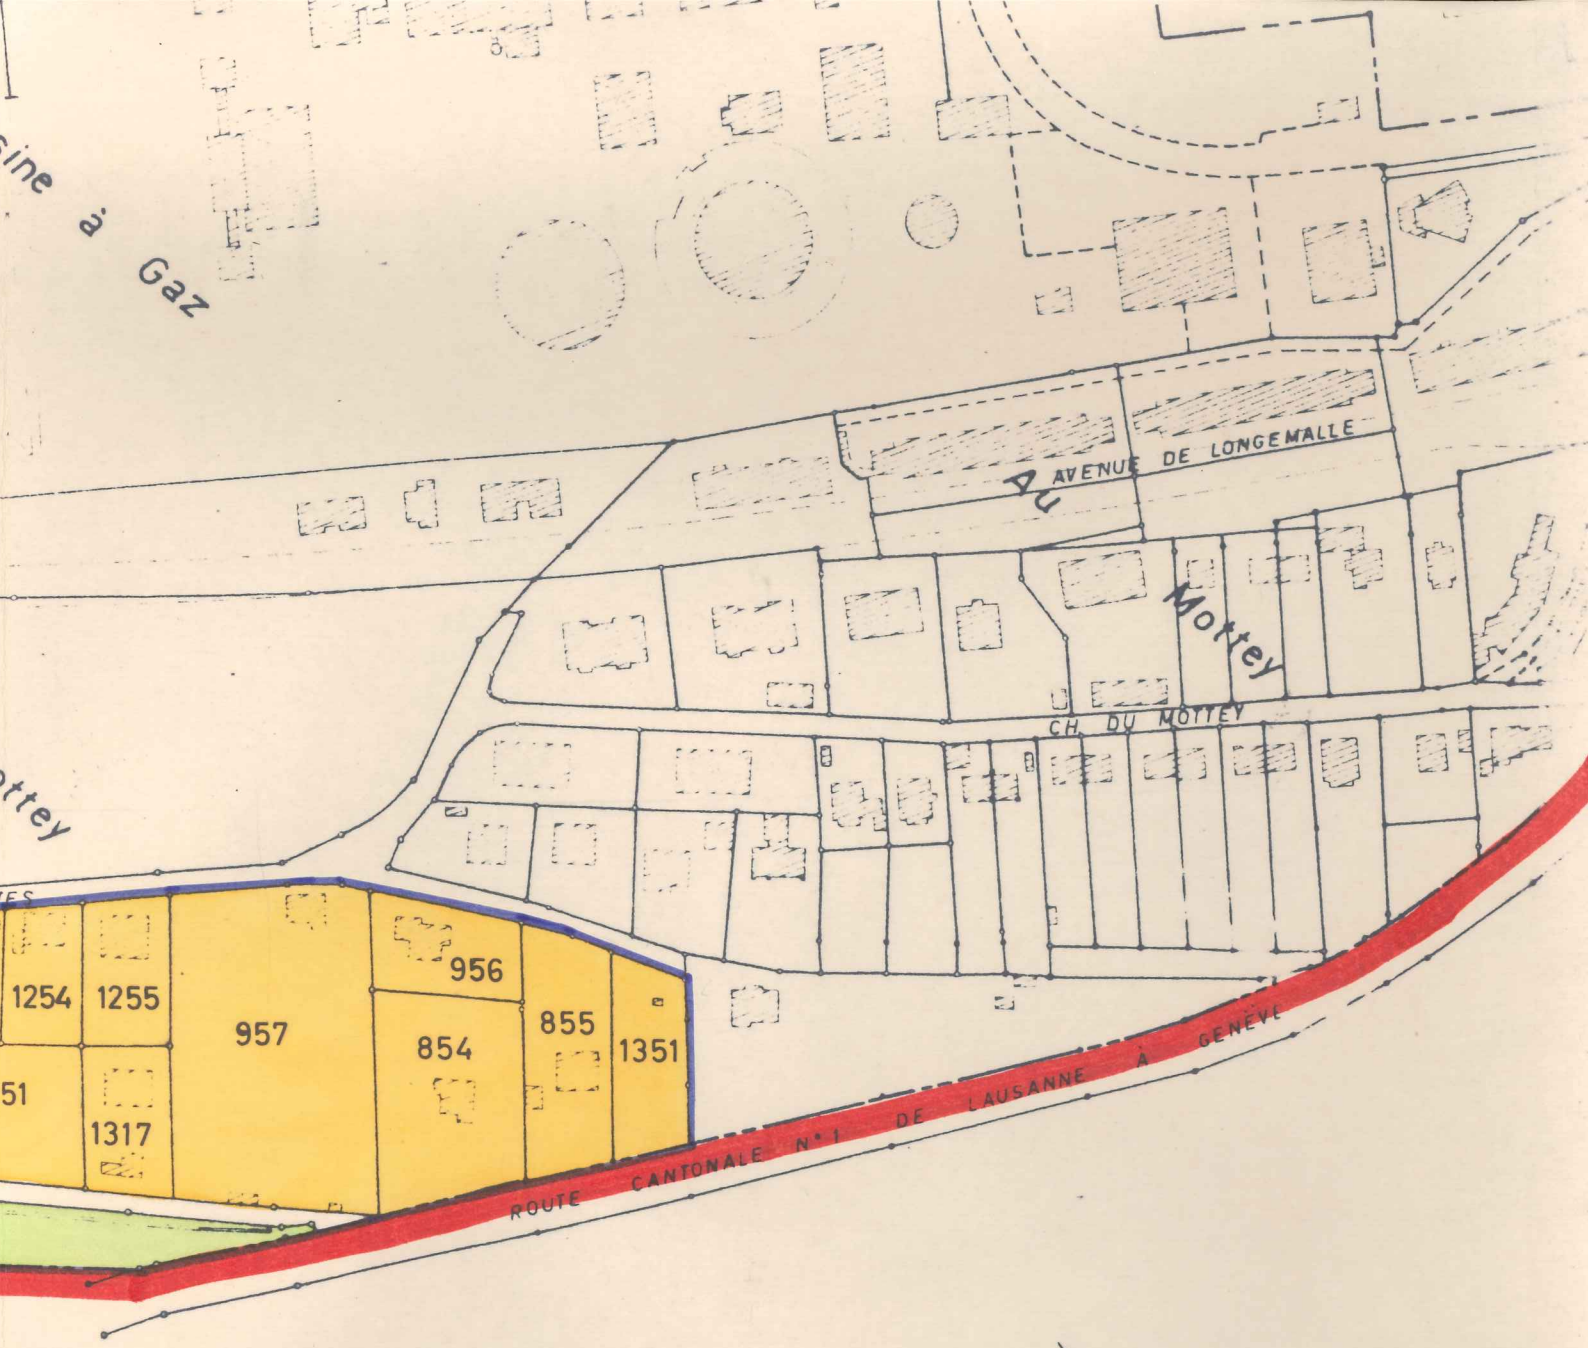 sine à Gaz
AVENUE DE LONGEMALLE
Au Mottey
CH. DU MOTTEY
ottey
956
1254
1255
957
855
854
1351
51
1317
ROUTE CANTONALE N° 1 DE LAUSANNE À GENÈVE